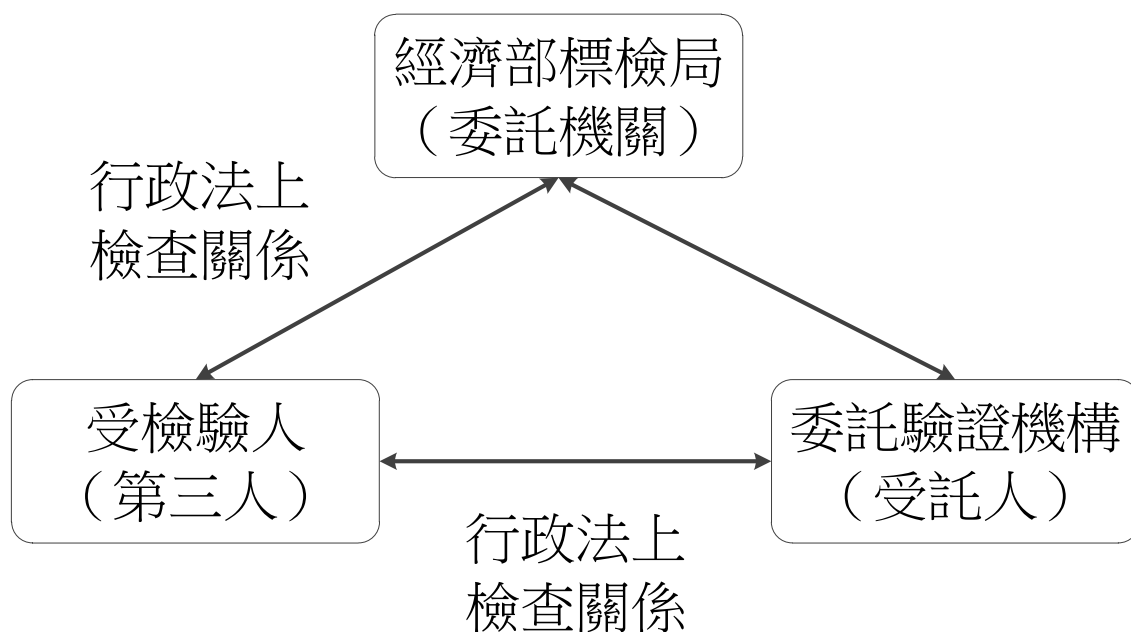 經濟部標檢局
（委託機關）
行政法上
檢查關係
受檢驗人
（第三人）
委託驗證機構
（受託人）
行政法上
檢查關係